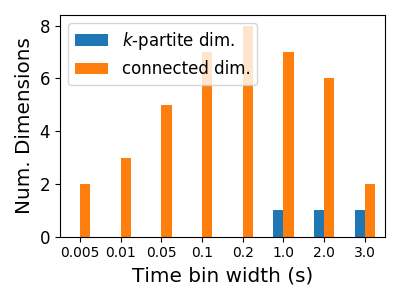 k-partite dim.
connected dim.
Num. Dimensions
8
6
4
2
0
0.005 0.01 0.05 0.1 0.2 1.0 2.0 3.0
Time bin width (s)